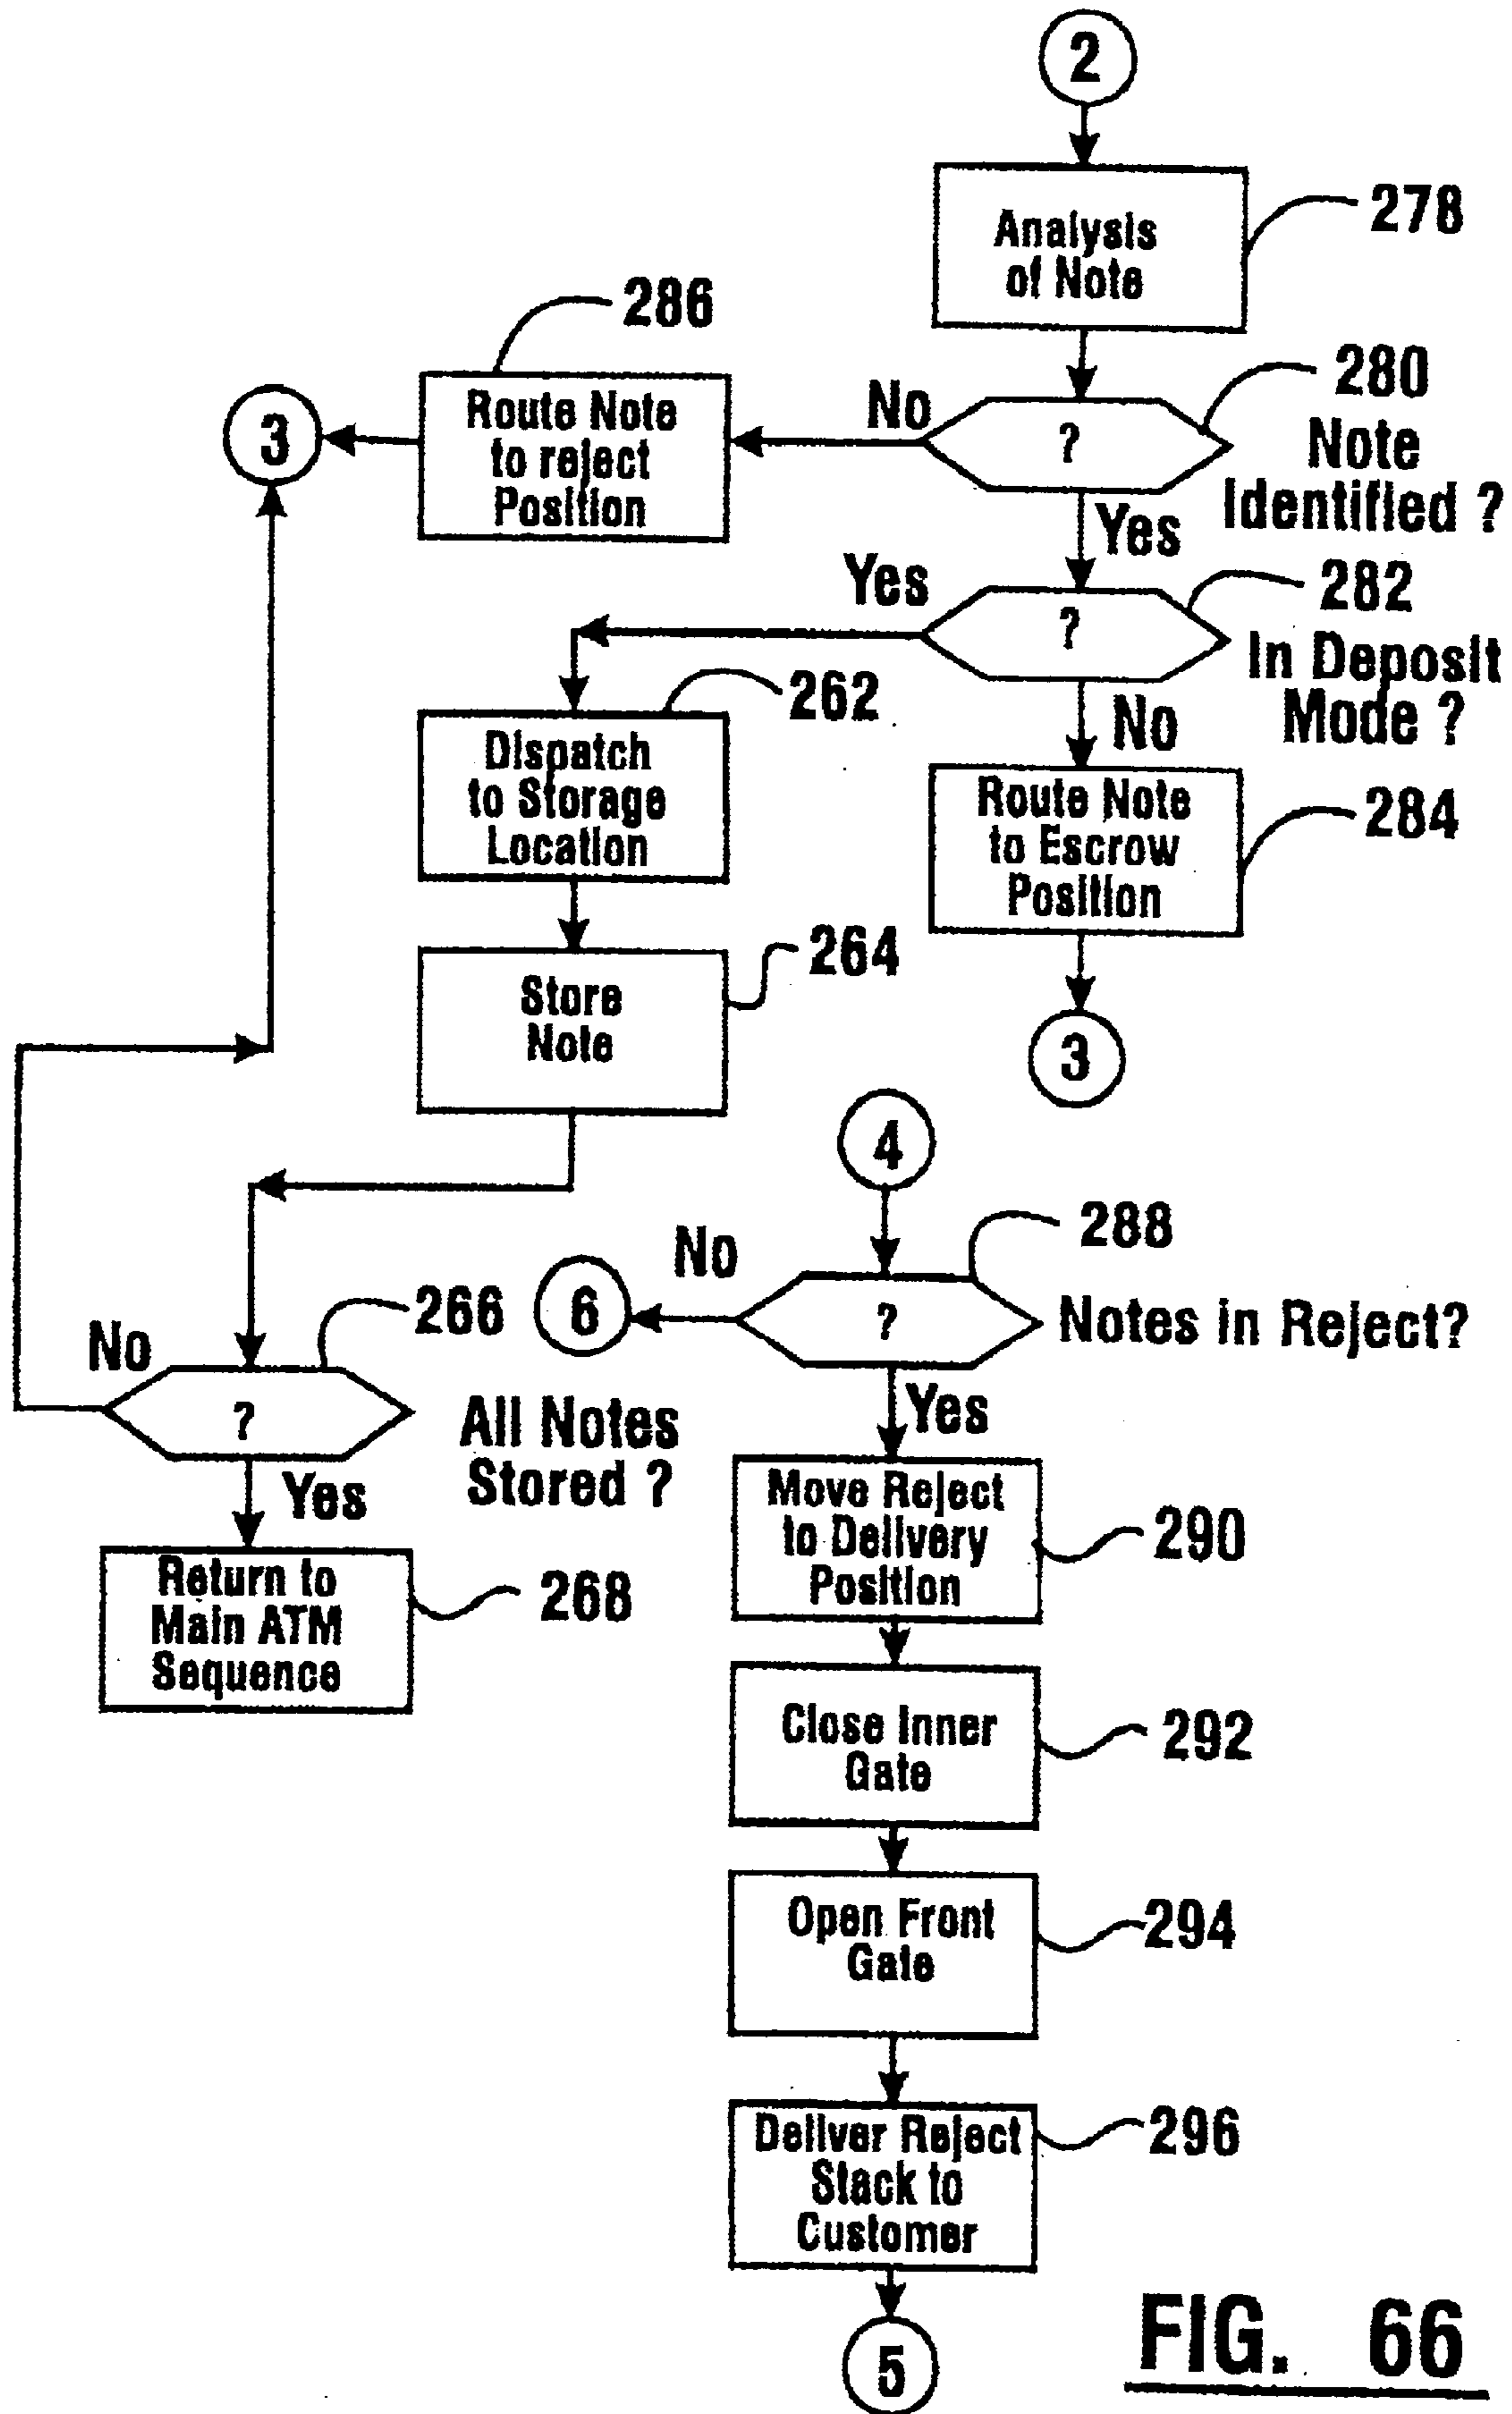 2
Analysis
of Note
278
286
Route Note
to reject
Position
3
No
?
280
Note
Identified ?
Yes
Yes
?
282
In Deposit
Mode ?
262
Dispatch
to Storage
Location
No
Route Note
to Escrow
Position
284
264
Store
Note
3
4
No
6
?
288
Notes in Reject?
No
?
266
All Notes
Stored ?
Yes
Yes
Return to
Main ATM
Sequence
268
Move Reject
to Delivery
Position
290
Close Inner
Gate
292
Open Front
Gate
294
Deliver Reject
Stack to
Customer
296
5
FIG. 66